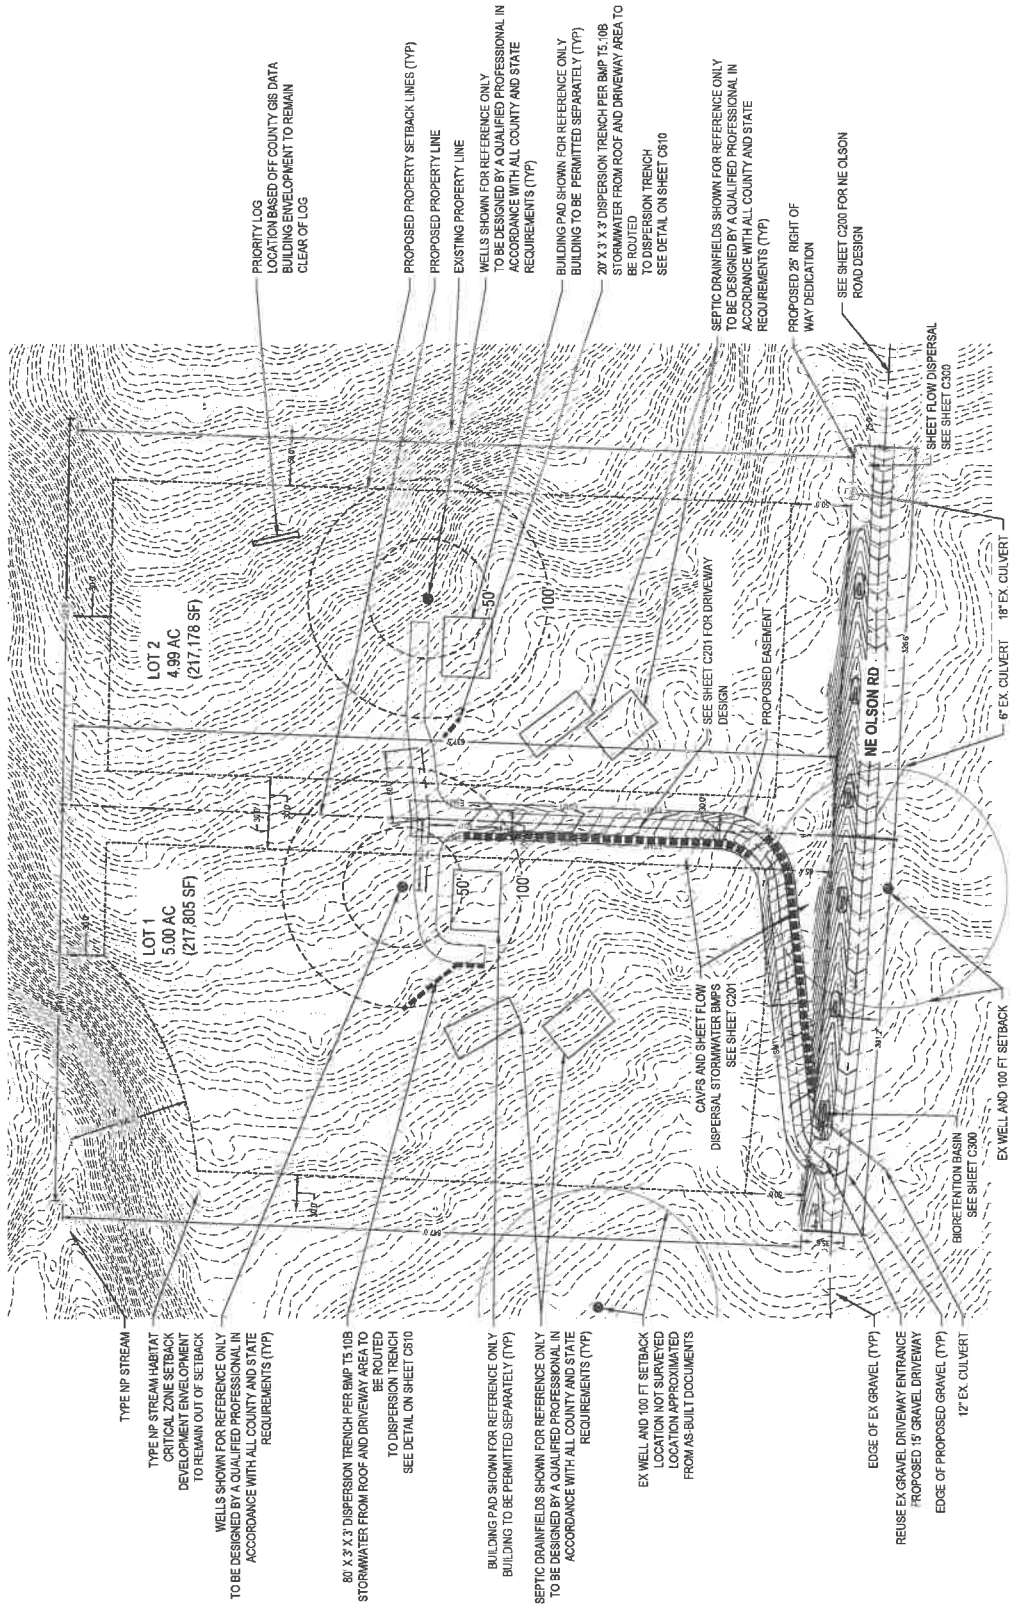 TYPE NP STREAM
TYPE NP STREAM HABITAT
CRITICAL ZONE SETBACK
DEVELOPMENT ENVELOPMENT
TO REMAIN OUT OF SETBACK
WELLS SHOWN FOR REFERENCE ONLY
TO BE DESIGNED BY A QUALIFIED PROFESSIONAL IN
ACCORDANCE WITH ALL COUNTY AND STATE
REQUIREMENTS (TYP)
80' X 3' X 3' DISPERSION TRENCH PER BMP T5.10B
STORMWATER FROM ROOF AND DRIVEWAY AREA TO
BE ROUTED
TO DISPERSION TRENCH
SEE DETAIL ON SHEET C610
BUILDING PAD SHOWN FOR REFERENCE ONLY
BUILDING TO BE PERMITTED SEPARATELY (TYP)
SEPTIC DRAINFIELDS SHOWN FOR REFERENCE ONLY
TO BE DESIGNED BY A QUALIFIED PROFESSIONAL IN
ACCORDANCE WITH ALL COUNTY AND STATE
REQUIREMENTS (TYP)
EX WELL AND 100 FT SETBACK
LOCATION NOT SURVEYED
LOCATION APPROXIMATED
FROM AS-BUILT DOCUMENTS
EDGE OF EX GRAVEL (TYP)
REUSE EX GRAVEL DRIVEWAY ENTRANCE
PROPOSED 15' GRAVEL DRIVEWAY
EDGE OF PROPOSED GRAVEL (TYP)
12" EX. CULVERT
LOT 1
5.00 AC
(217.805 SF)
LOT 2
4.99 AC
(217.178 SF)
50'
100'
50'
100'
30.0'
30.0'
637.3'
CAVFS AND SHEET FLOW
DISPERSAL STORMWATER BMPS
SEE SHEET C201
SEE SHEET C201 FOR DRIVEWAY
DESIGN
PROPOSED EASEMENT
NE OLSON RD
326.6'
BIORETENTION BASIN
SEE SHEET C300
EX WELL AND 100 FT SETBACK
6" EX. CULVERT
18" EX. CULVERT
PRIORITY LOG
LOCATION BASED OFF COUNTY GIS DATA
BUILDING ENVELOPMENT TO REMAIN
CLEAR OF LOG
PROPOSED PROPERTY SETBACK LINES (TYP)
PROPOSED PROPERTY LINE
EXISTING PROPERTY LINE
WELLS SHOWN FOR REFERENCE ONLY
TO BE DESIGNED BY A QUALIFIED PROFESSIONAL IN
ACCORDANCE WITH ALL COUNTY AND STATE
REQUIREMENTS (TYP)
BUILDING PAD SHOWN FOR REFERENCE ONLY
BUILDING TO BE PERMITTED SEPARATELY (TYP)
20' X 3' X 3' DISPERSION TRENCH PER BMP T5.10B
STORMWATER FROM ROOF AND DRIVEWAY AREA TO
BE ROUTED
TO DISPERSION TRENCH
SEE DETAIL ON SHEET C610
SEPTIC DRAINFIELDS SHOWN FOR REFERENCE ONLY
TO BE DESIGNED BY A QUALIFIED PROFESSIONAL IN
ACCORDANCE WITH ALL COUNTY AND STATE
REQUIREMENTS (TYP)
PROPOSED 25' RIGHT OF
WAY DEDICATION
SEE SHEET C200 FOR NE OLSON
ROAD DESIGN
SHEET FLOW DISPERSAL
SEE SHEET C300